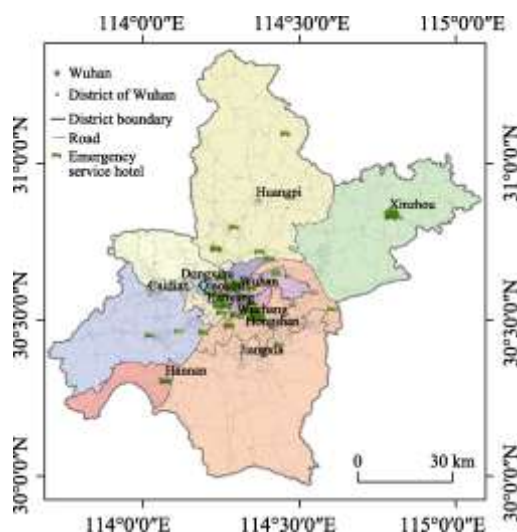 114°0'0"E 114°30'0"E 115°0'0"E
Wuhan
District of Wuhan
District boundary
Road
Emergency
service hotel
31°0'0"N 31°0'0"N
Huangpi
Xinzhou
Wuhan
Caidian
Wuchang
30°30'0"N 30°30'0"N
Hongshan
Jiangxia
Hannan
0 30 km
30°0'0"N 30°0'0"N
114°0'0"E 114°30'0"E 115°0'0"E